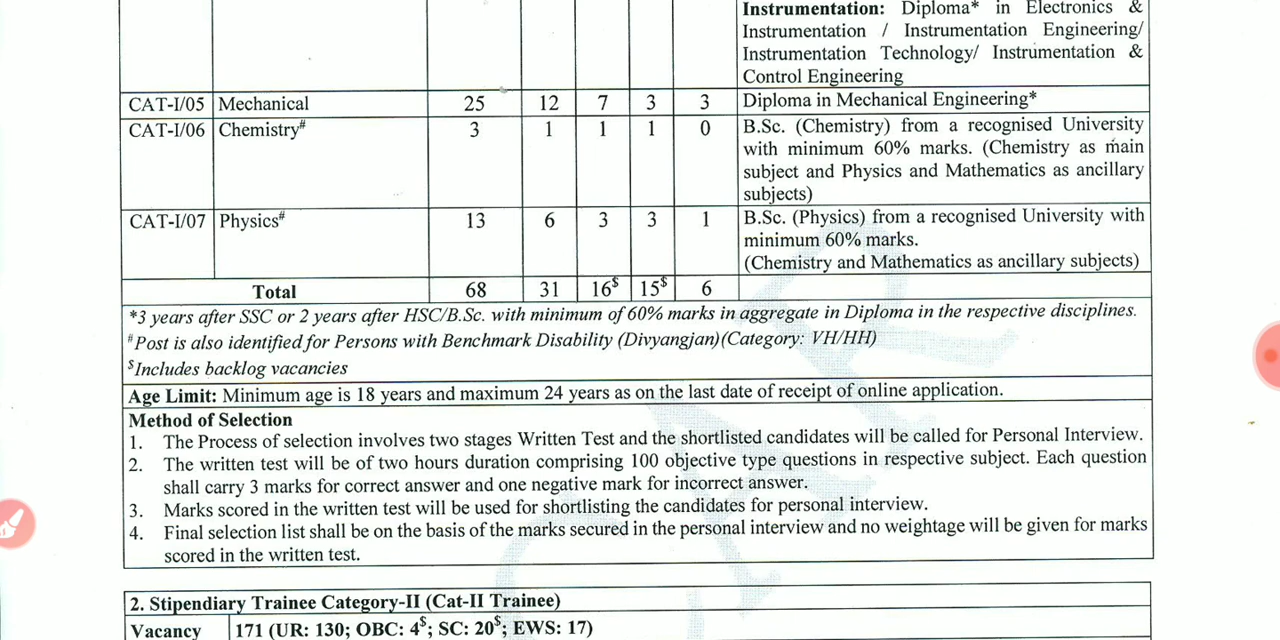 Instrumentation: Diploma* in Electronics &
Instrumentation / Instrumentation Engineering/
Instrumentation Technology/ Instrumentation &
Control Engineering
CAT-I/05 Mechanical 25 12 7 3 3 Diploma in Mechanical Engineering*
CAT-I/06 Chemistry# 3 1 1 1 0 B.Sc. (Chemistry) from a recognised University
with minimum 60% marks. (Chemistry as main
subject and Physics and Mathematics as ancillary
subjects)
CAT-I/07 Physics# 13 6 3 3 1 B.Sc. (Physics) from a recognised University with
minimum 60% marks.
(Chemistry and Mathematics as ancillary subjects)
Total 68 31 16$ 15$ 6
*3 years after SSC or 2 years after HSC/B.Sc. with minimum of 60% marks in aggregate in Diploma in the respective disciplines.
#Post is also identified for Persons with Benchmark Disability (Divyangjan)(Category: VH/HH)
$Includes backlog vacancies
Age Limit: Minimum age is 18 years and maximum 24 years as on the last date of receipt of online application.
Method of Selection
1. The Process of selection involves two stages Written Test and the shortlisted candidates will be called for Personal Interview.
2. The written test will be of two hours duration comprising 100 objective type questions in respective subject. Each question
shall carry 3 marks for correct answer and one negative mark for incorrect answer.
3. Marks scored in the written test will be used for shortlisting the candidates for personal interview.
4. Final selection list shall be on the basis of the marks secured in the personal interview and no weightage will be given for marks
scored in the written test.
2. Stipendiary Trainee Category-II (Cat-II Trainee)
Vacancy 171 (UR: 130; OBC: 4$; SC: 20$; EWS: 17)